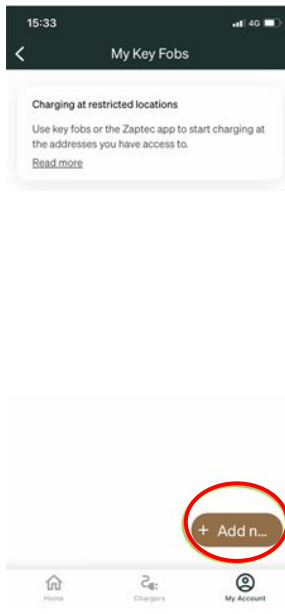 15:33 4G
My Key Fobs
Charging at restricted locations
Use key fobs or the Zaptec app to start charging at
the addresses you have access to.
Read more
+ Add n...
Home Chargers My Account